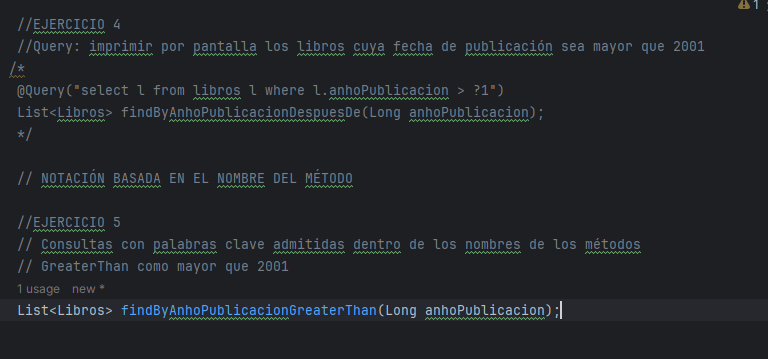 1
//EJERCICIO 4
//Query: imprimir por pantalla los libros cuya fecha de publicación sea mayor que 2001
/*
@Query("select l from libros l where l.anhoPublicacion > ?1")
List<Libros> findByAnhoPublicacionDespuesDe(Long anhoPublicacion);
*/
// NOTACIÓN BASADA EN EL NOMBRE DEL MÉTODO
//EJERCICIO 5
// Consultas con palabras clave admitidas dentro de los nombres de los métodos
// GreaterThan como mayor que 2001
1 usage new *
List<Libros> findByAnhoPublicacionGreaterThan(Long anhoPublicacion);